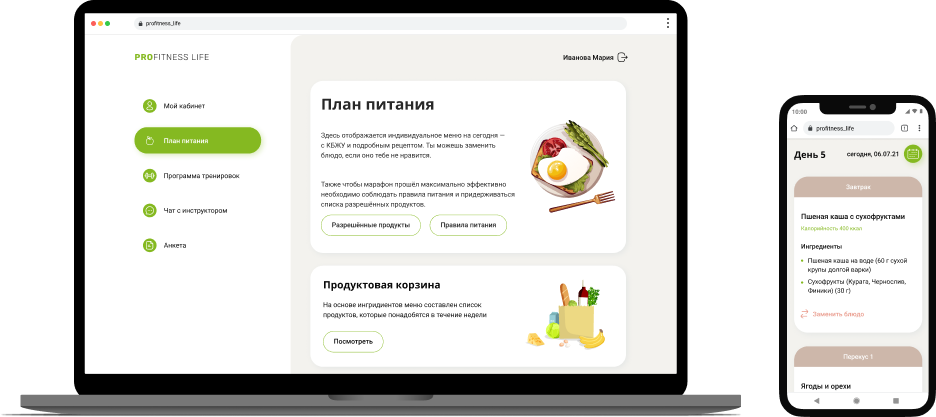 profitness_life
PROFITNESS LIFE
Иванова Мария
Мой кабинет
План питания
Программа тренировок
Чат с инструктором
Анкета
План питания
Здесь отображается индивидуальное меню на сегодня —
с КБЖУ и подробным рецептом. Ты можешь заменить
блюдо, если оно тебе не нравится.
Также чтобы марафон прошёл максимально эффективно
необходимо соблюдать правила питания и придерживаться
списка разрешённых продуктов.
Разрешённые продукты
Правила питания
Продуктовая корзина
На основе ингридиентов меню составлен список
продуктов, которые понадобятся в течение недели
Посмотреть
10:00
profitness_life
День 5
сегодня, 06.07.21
Завтрак
Пшеная каша с сухофруктами
Калорийность 400 ккал
Ингредиенты
Пшеная каша на воде (60 г сухой
крупы долгой варки)
Сухофрукты (Курага, Чернослив,
Финики) (30 г)
Заменить блюдо
Перекус 1
Ягоды и орехи